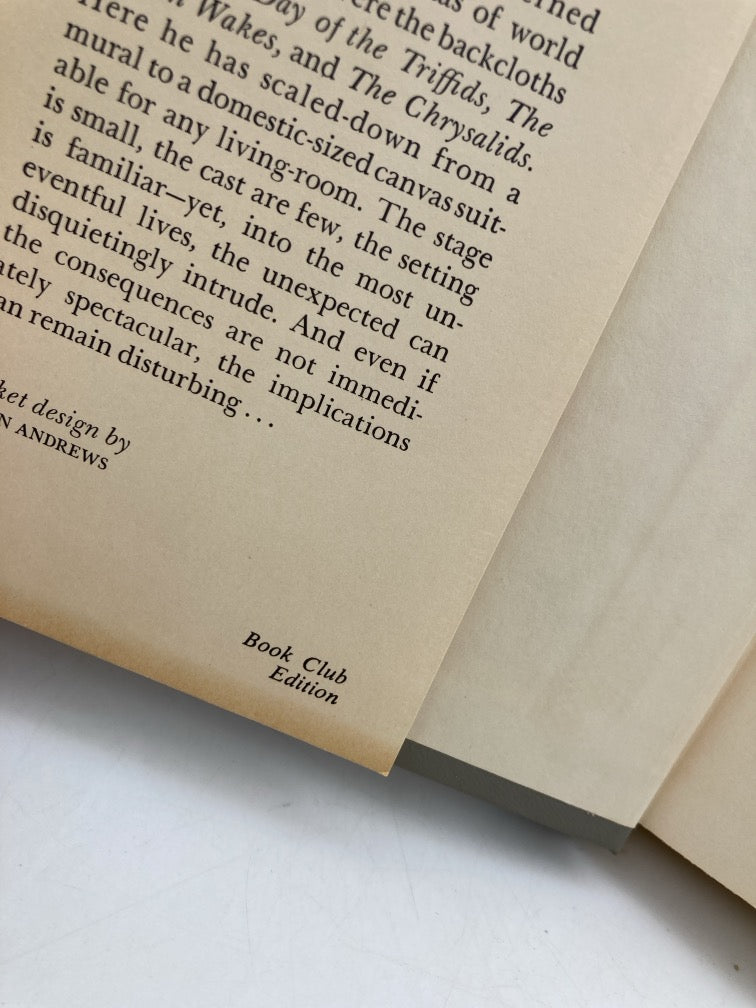 of world
ere the backcloths
Day of the Triffids, The
Wakes, and The Chrysalids.
Here he has scaled-down from a
mural to a domestic-sized canvas suit-
able for any living-room. The stage
is small, the cast are few, the setting
is familiar—yet, into the most un-
eventful lives, the unexpected can
disquietingly intrude. And even if
the consequences are not immedi-
ately spectacular, the implications
an remain disturbing . . .
ket design by
N ANDREWS
Book Club
Edition